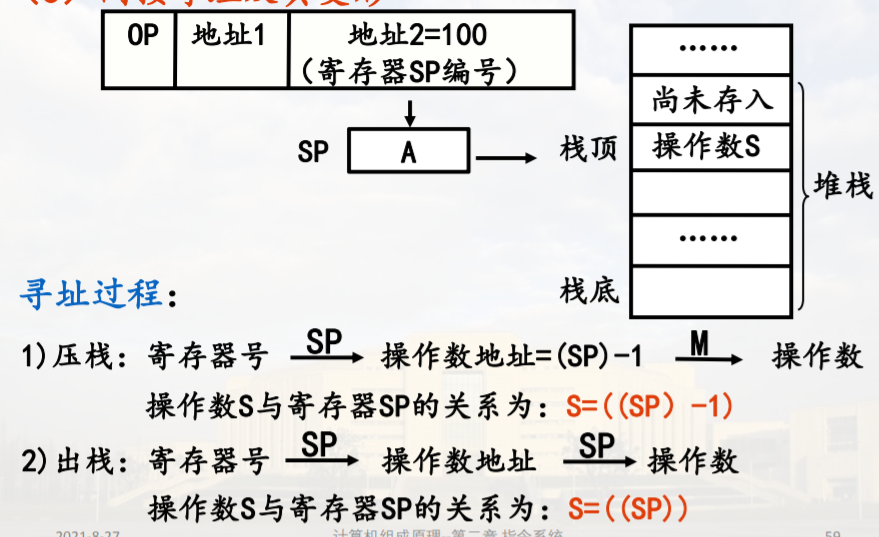 OP 地址1 地址2=100
(寄存器SP编号)
SP A 栈顶
……
尚未存入
操作数S
……
堆栈
栈底
寻址过程:
1)压栈: 寄存器号 SP 操作数地址=(SP)-1 M 操作数
操作数S与寄存器SP的关系为: S=((SP) -1)
2)出栈: 寄存器号 SP 操作数地址 SP 操作数
操作数S与寄存器SP的关系为: S=((SP))
2021-8-27 计算机组成原理--第二章 指令系统 59